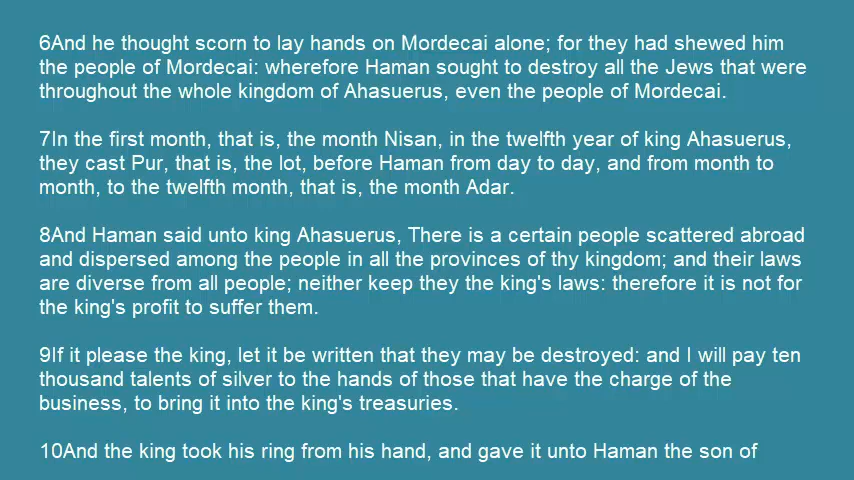 6And he thought scorn to lay hands on Mordecai alone; for they had shewed him
the people of Mordecai: wherefore Haman sought to destroy all the Jews that were
throughout the whole kingdom of Ahasuerus, even the people of Mordecai.
7In the first month, that is, the month Nisan, in the twelfth year of king Ahasuerus,
they cast Pur, that is, the lot, before Haman from day to day, and from month to
month, to the twelfth month, that is, the month Adar.
8And Haman said unto king Ahasuerus, There is a certain people scattered abroad
and dispersed among the people in all the provinces of thy kingdom; and their laws
are diverse from all people; neither keep they the king's laws: therefore it is not for
the king's profit to suffer them.
9If it please the king, let it be written that they may be destroyed: and I will pay ten
thousand talents of silver to the hands of those that have the charge of the
business, to bring it into the king's treasuries.
10And the king took his ring from his hand, and gave it unto Haman the son of